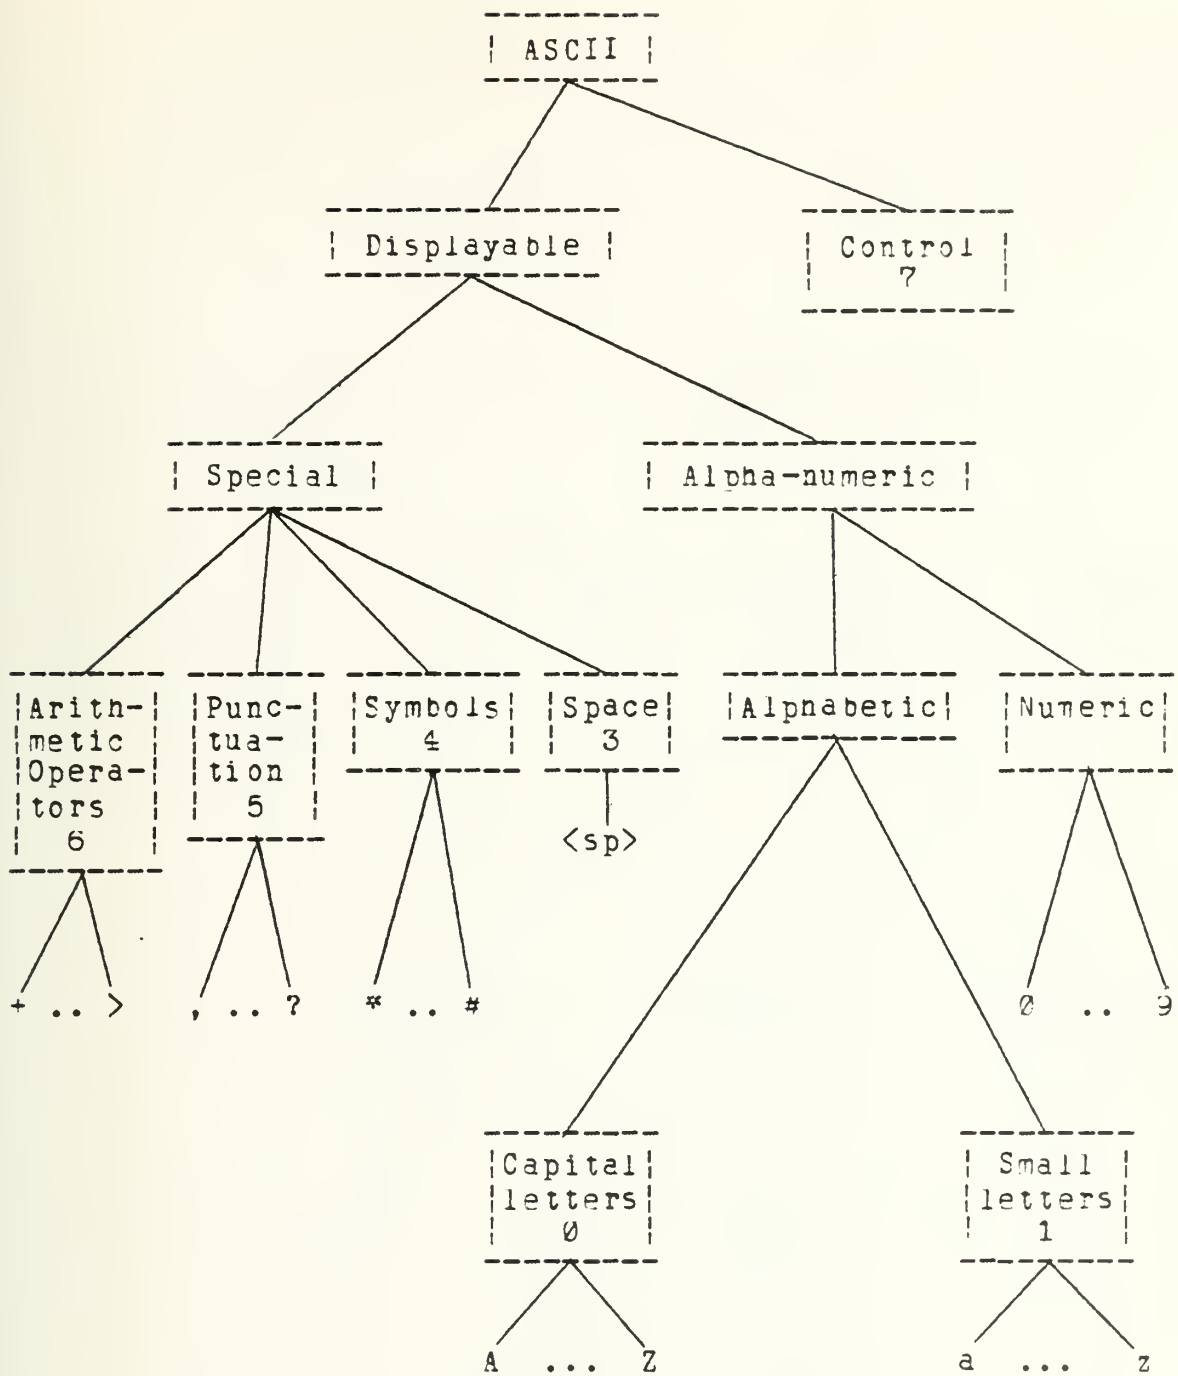 ASCII
Displayable
Control
7
Special
Alpha-numeric
Arith-
metic
Opera-
tors
6
Punc-
tua-
tion
5
Symbols
4
Space
3
Alphabetic
Numeric
<sp>
+ .. >
, .. ?
* .. #
0 .. 9
Capital
letters
0
Small
letters
1
A ... Z
a ... z